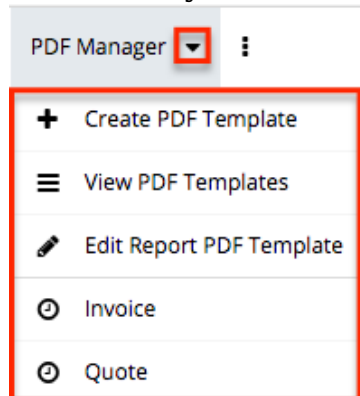 PDF Manager
Create PDF Template
View PDF Templates
Edit Report PDF Template
Invoice
Quote